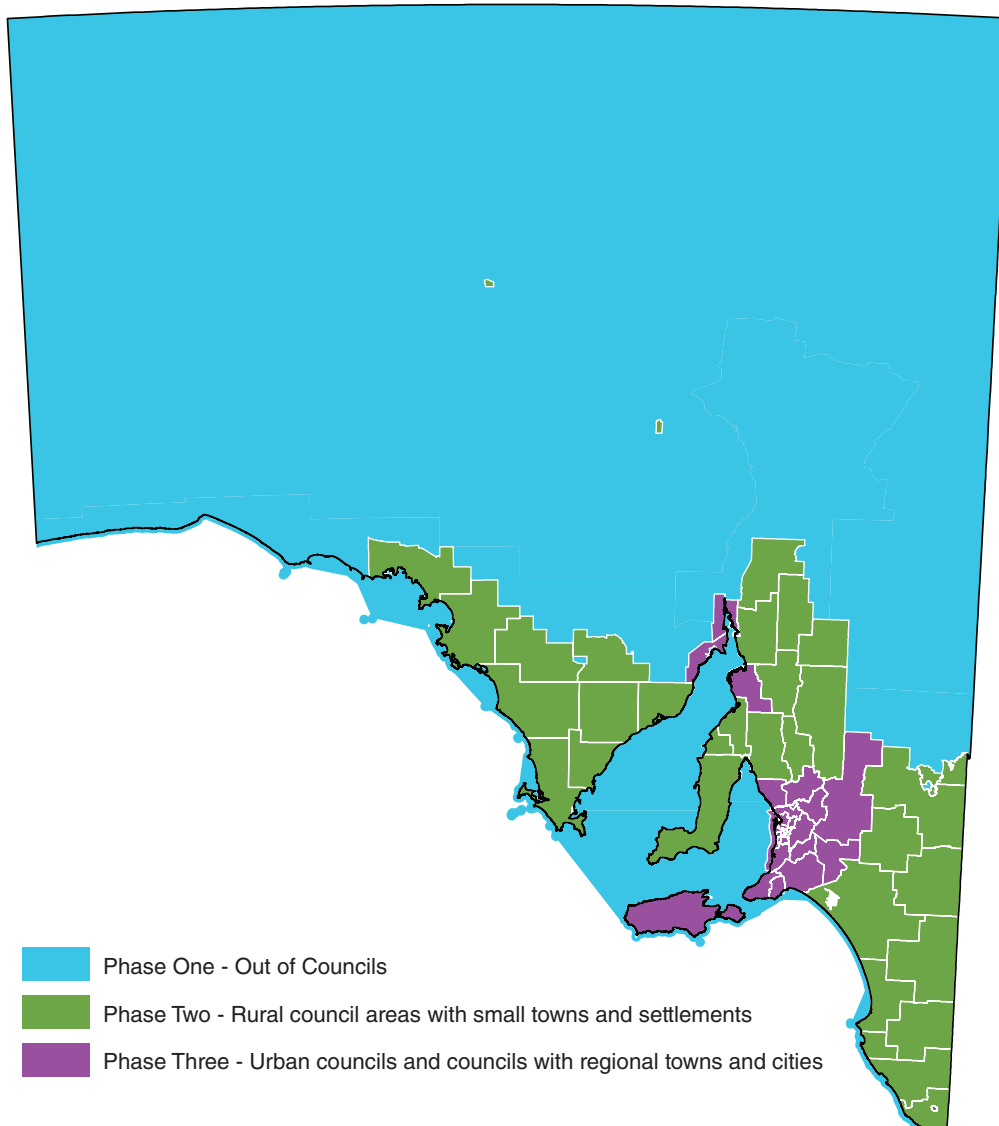 Phase One - Out of Councils
Phase Two - Rural council areas with small towns and settlements
Phase Three - Urban councils and councils with regional towns and cities